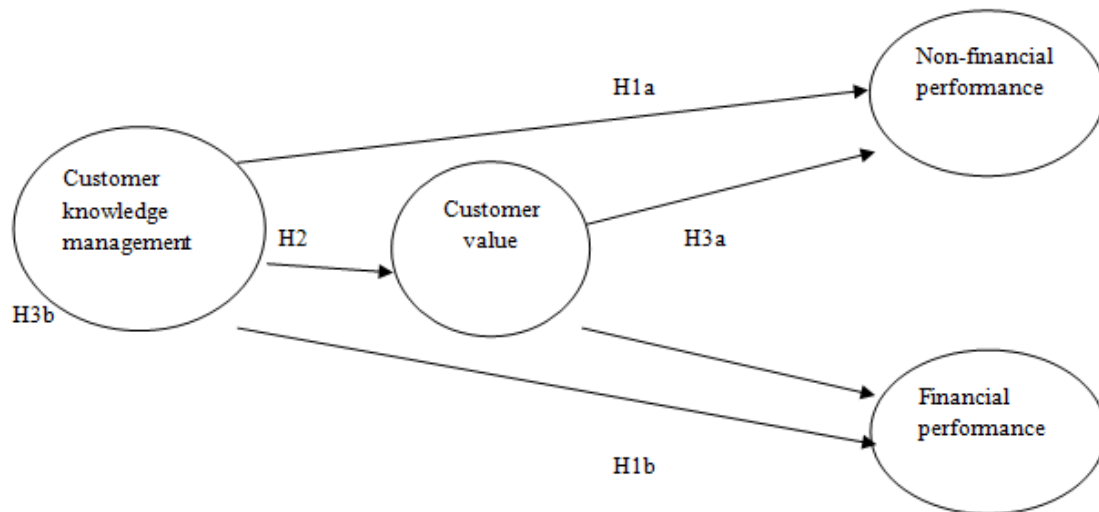 Non-financial
performance
H1a
Customer
knowledge
management
Customer
value
H2
H3a
H3b
Financial
performance
H1b